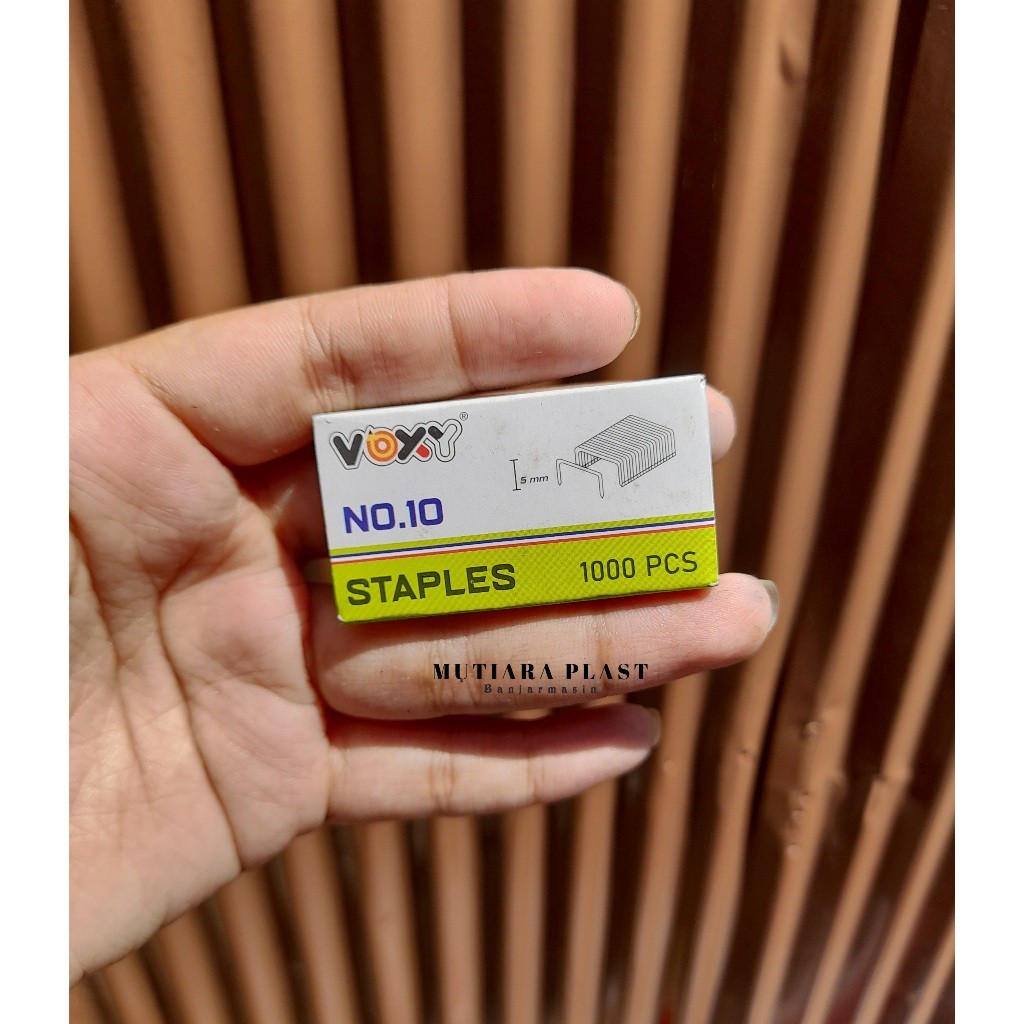 VOXY®
5 mm
NO.10
STAPLES 1000 PCS
MUTIARA PLAST
Banjarmasin